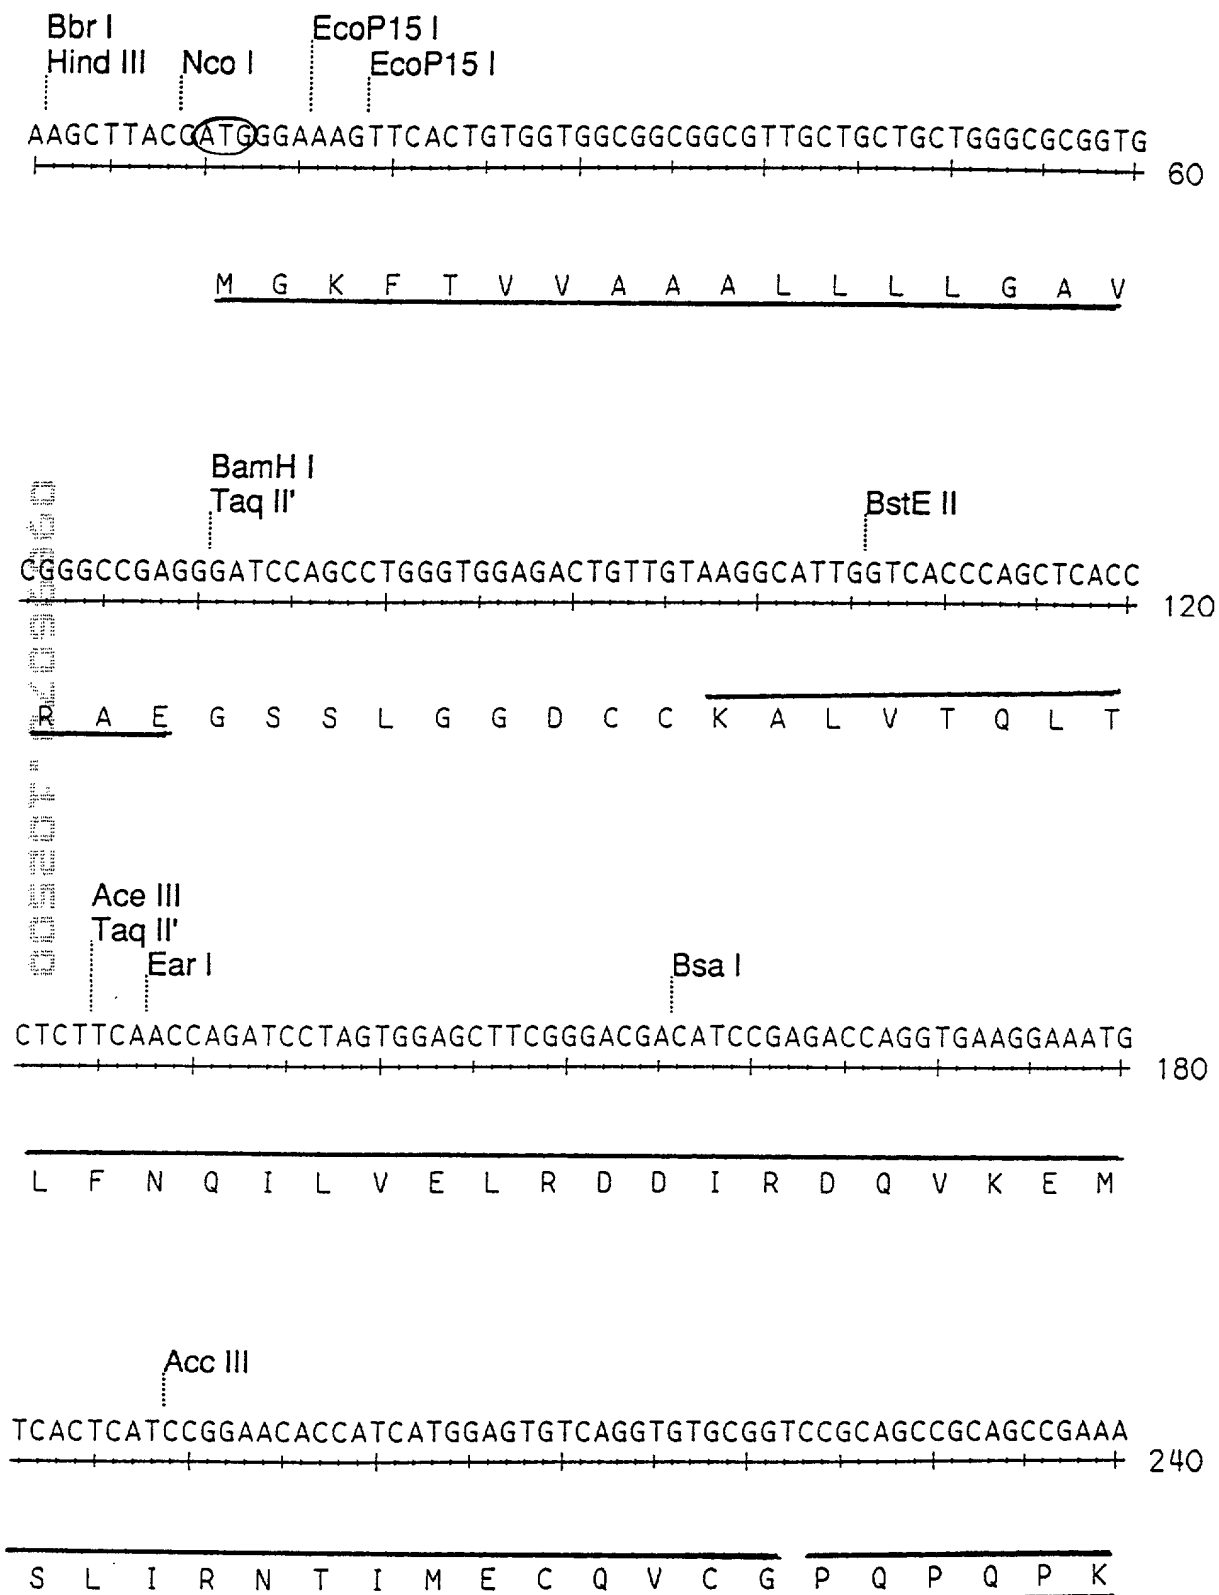 Bbr I EcoP15 I
Hind III Nco I EcoP15 I
AAGCTTACCATGGGAAAGTTCACTGTGGTGGCGGCGGCGTTGCTGCTGCTGGGCGCGGTG
60
M G K F T V V A A A L L L L G A V
BamH I
Taq II' BstE II
CGGGCCGAGGGATCCAGCCTGGGTGGAGACTGTTGTAAGGCATTGGTCACCCAGCTCACC
120
R A E G S S L G G D C C K A L V T Q L T
Ace III
Taq II'
Ear I Bsa I
CTCTTCAACCAGATCCTAGTGGAGCTTCGGGACGACATCCGAGACCAGGTGAAGGAAATG
180
L F N Q I L V E L R D D I R D Q V K E M
Acc III
TCACTCATCCGGAACACCATCATGGAGTGTCAGGTGTGCGGTCCGCAGCCGCAGCCGAAA
240
S L I R N T I M E C Q V C G P Q P Q P K